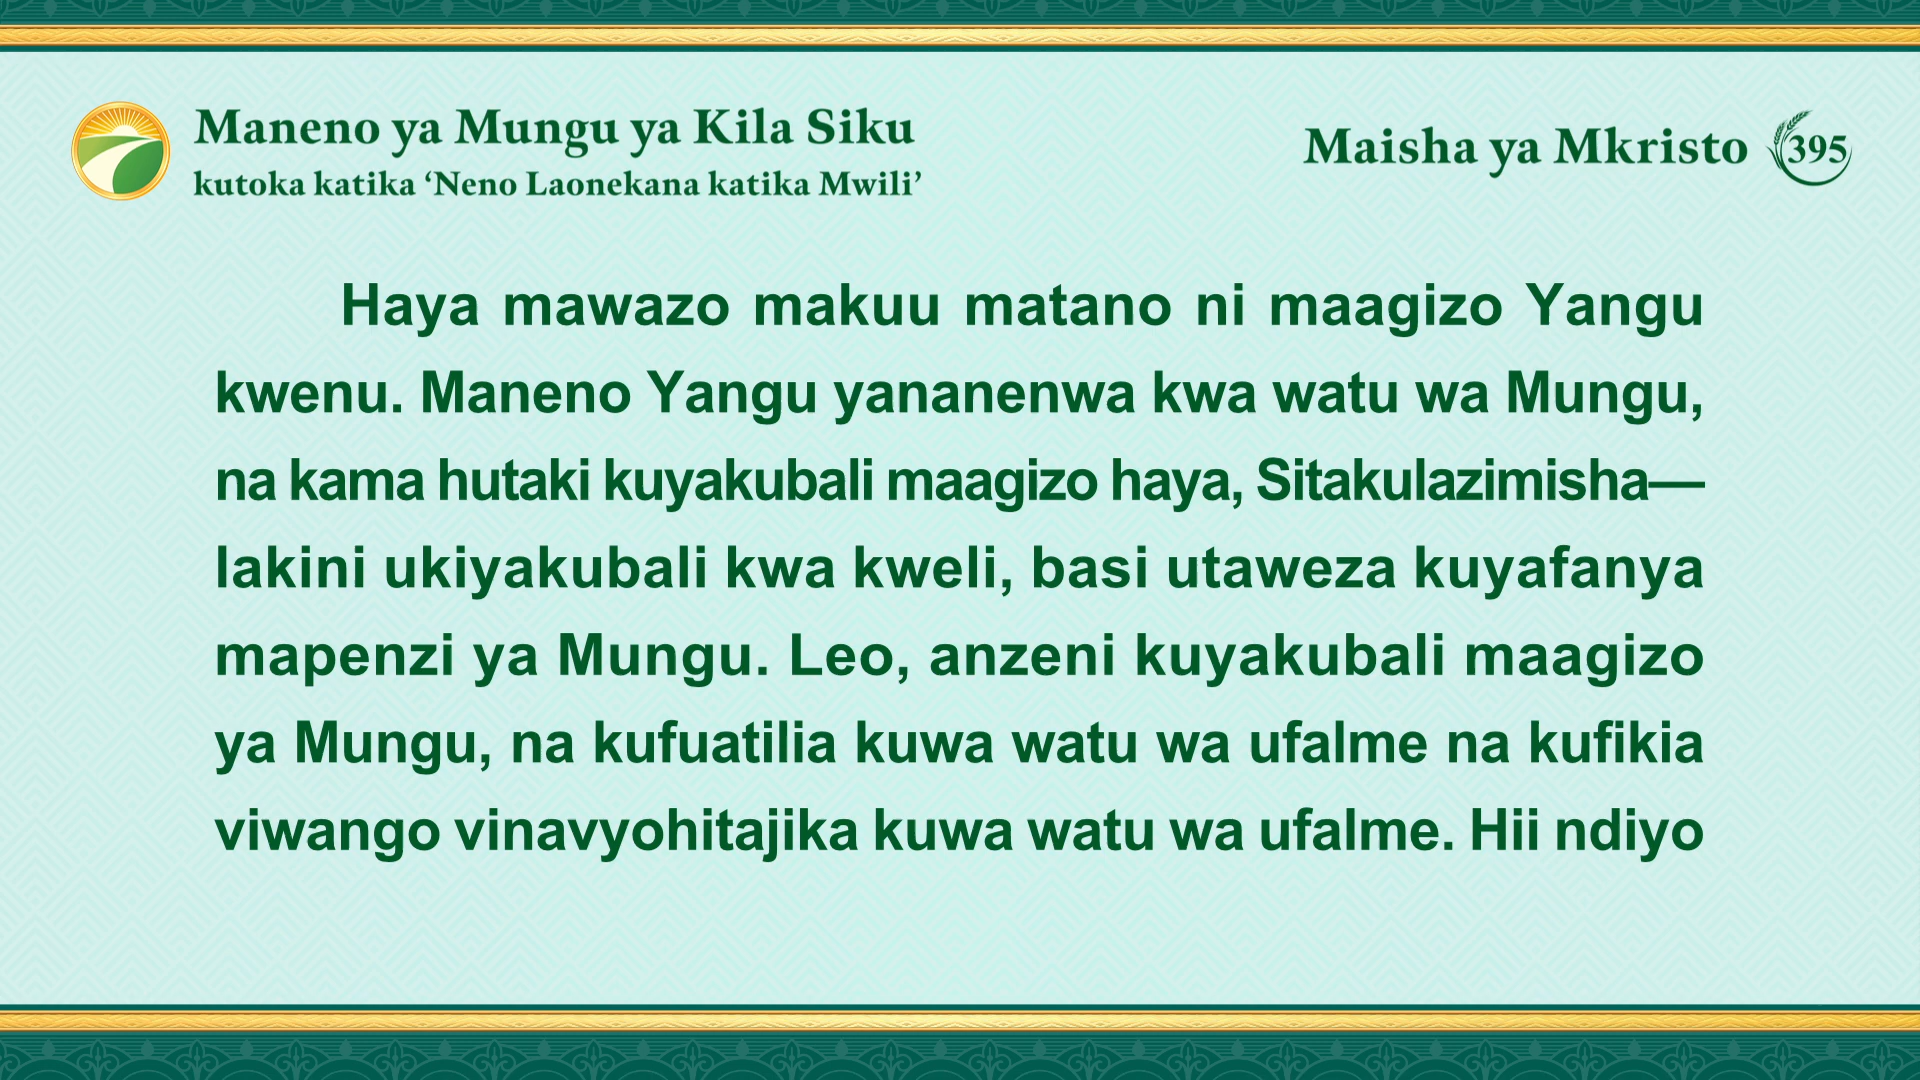 Maneno ya Mungu ya Kila Siku
kutoka katika ‘Neno Laonekana katika Mwili’
Maisha ya Mkristo 395
Haya mawazo makuu matano ni maagizo Yangu
kwenu. Maneno Yangu yananenwa kwa watu wa Mungu,
na kama hutaki kuyakubali maagizo haya, Sitakulazimisha—
lakini ukiyakubali kwa kweli, basi utaweza kuyafanya
mapenzi ya Mungu. Leo, anzeni kuyakubali maagizo
ya Mungu, na kufuatilia kuwa watu wa ufalme na kufikia
viwango vinavyohitajika kuwa watu wa ufalme. Hii ndiyo